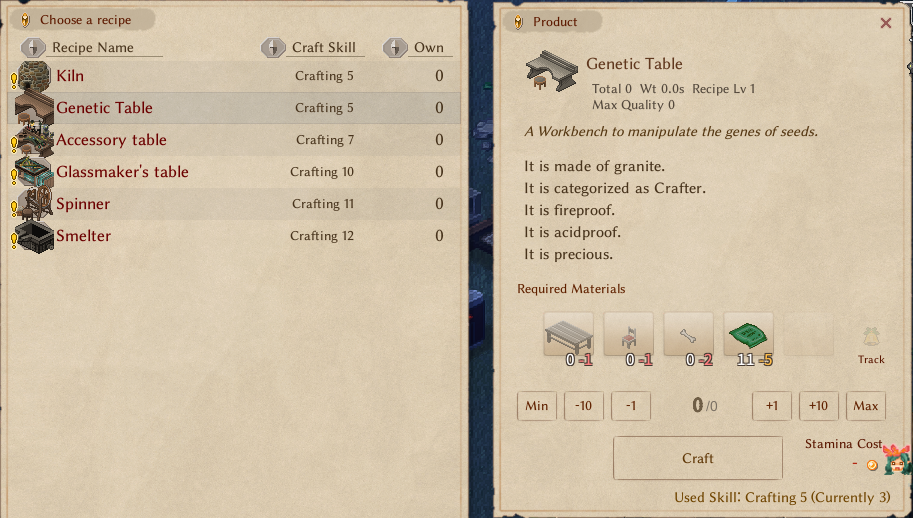 Choose a recipe
Recipe Name Craft Skill Own
Kiln Crafting 5 0
Genetic Table Crafting 5 0
Accessory table Crafting 7 0
Glassmaker's table Crafting 10 0
Spinner Crafting 11 0
Smelter Crafting 12 0
Product
Genetic Table
Total 0 Wt 0.0s Recipe Lv 1
Max Quality 0
A Workbench to manipulate the genes of seeds.
It is made of granite.
It is categorized as Crafter.
It is fireproof.
It is acidproof.
It is precious.
Required Materials
0 -1 0 -1 0 -2 11 -5 Track
Min -10 -1 0/0 +1 +10 Max
Craft
Stamina Cost
-
Used Skill: Crafting 5 (Currently 3)